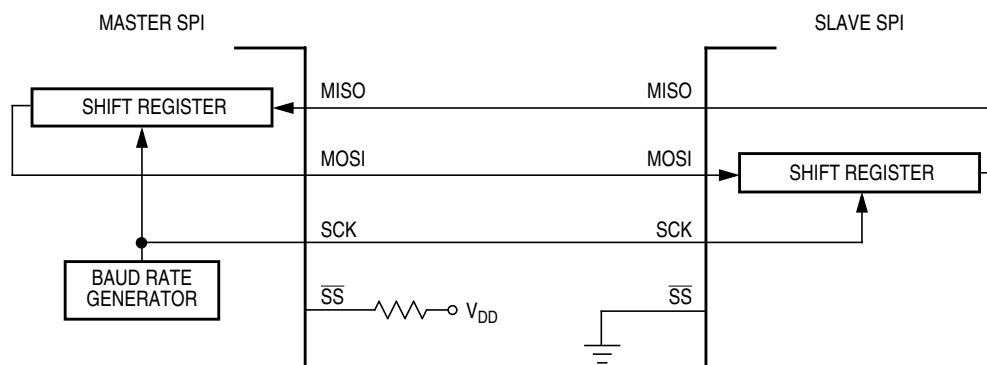 MASTER SPI
SLAVE SPI
MISO
MISO
SHIFT REGISTER
MOSI
MOSI
SHIFT REGISTER
SCK
SCK
BAUD RATE
GENERATOR
SS
V_DD
SS